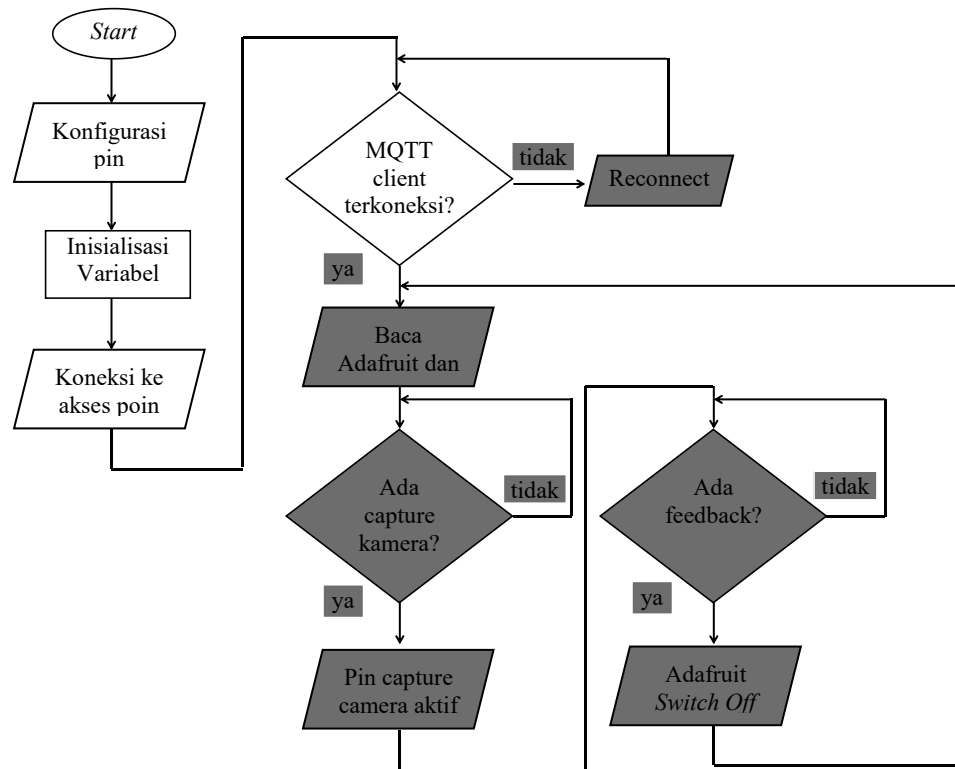 Start
Konfigurasi
pin
Inisialisasi
Variabel
Koneksi ke
akses poin
MQTT
client
terkoneksi?
tidak
Reconnect
ya
Baca
Adafruit dan
Ada
capture
kamera?
tidak
ya
Pin capture
camera aktif
Ada
feedback?
tidak
ya
Adafruit
Switch Off